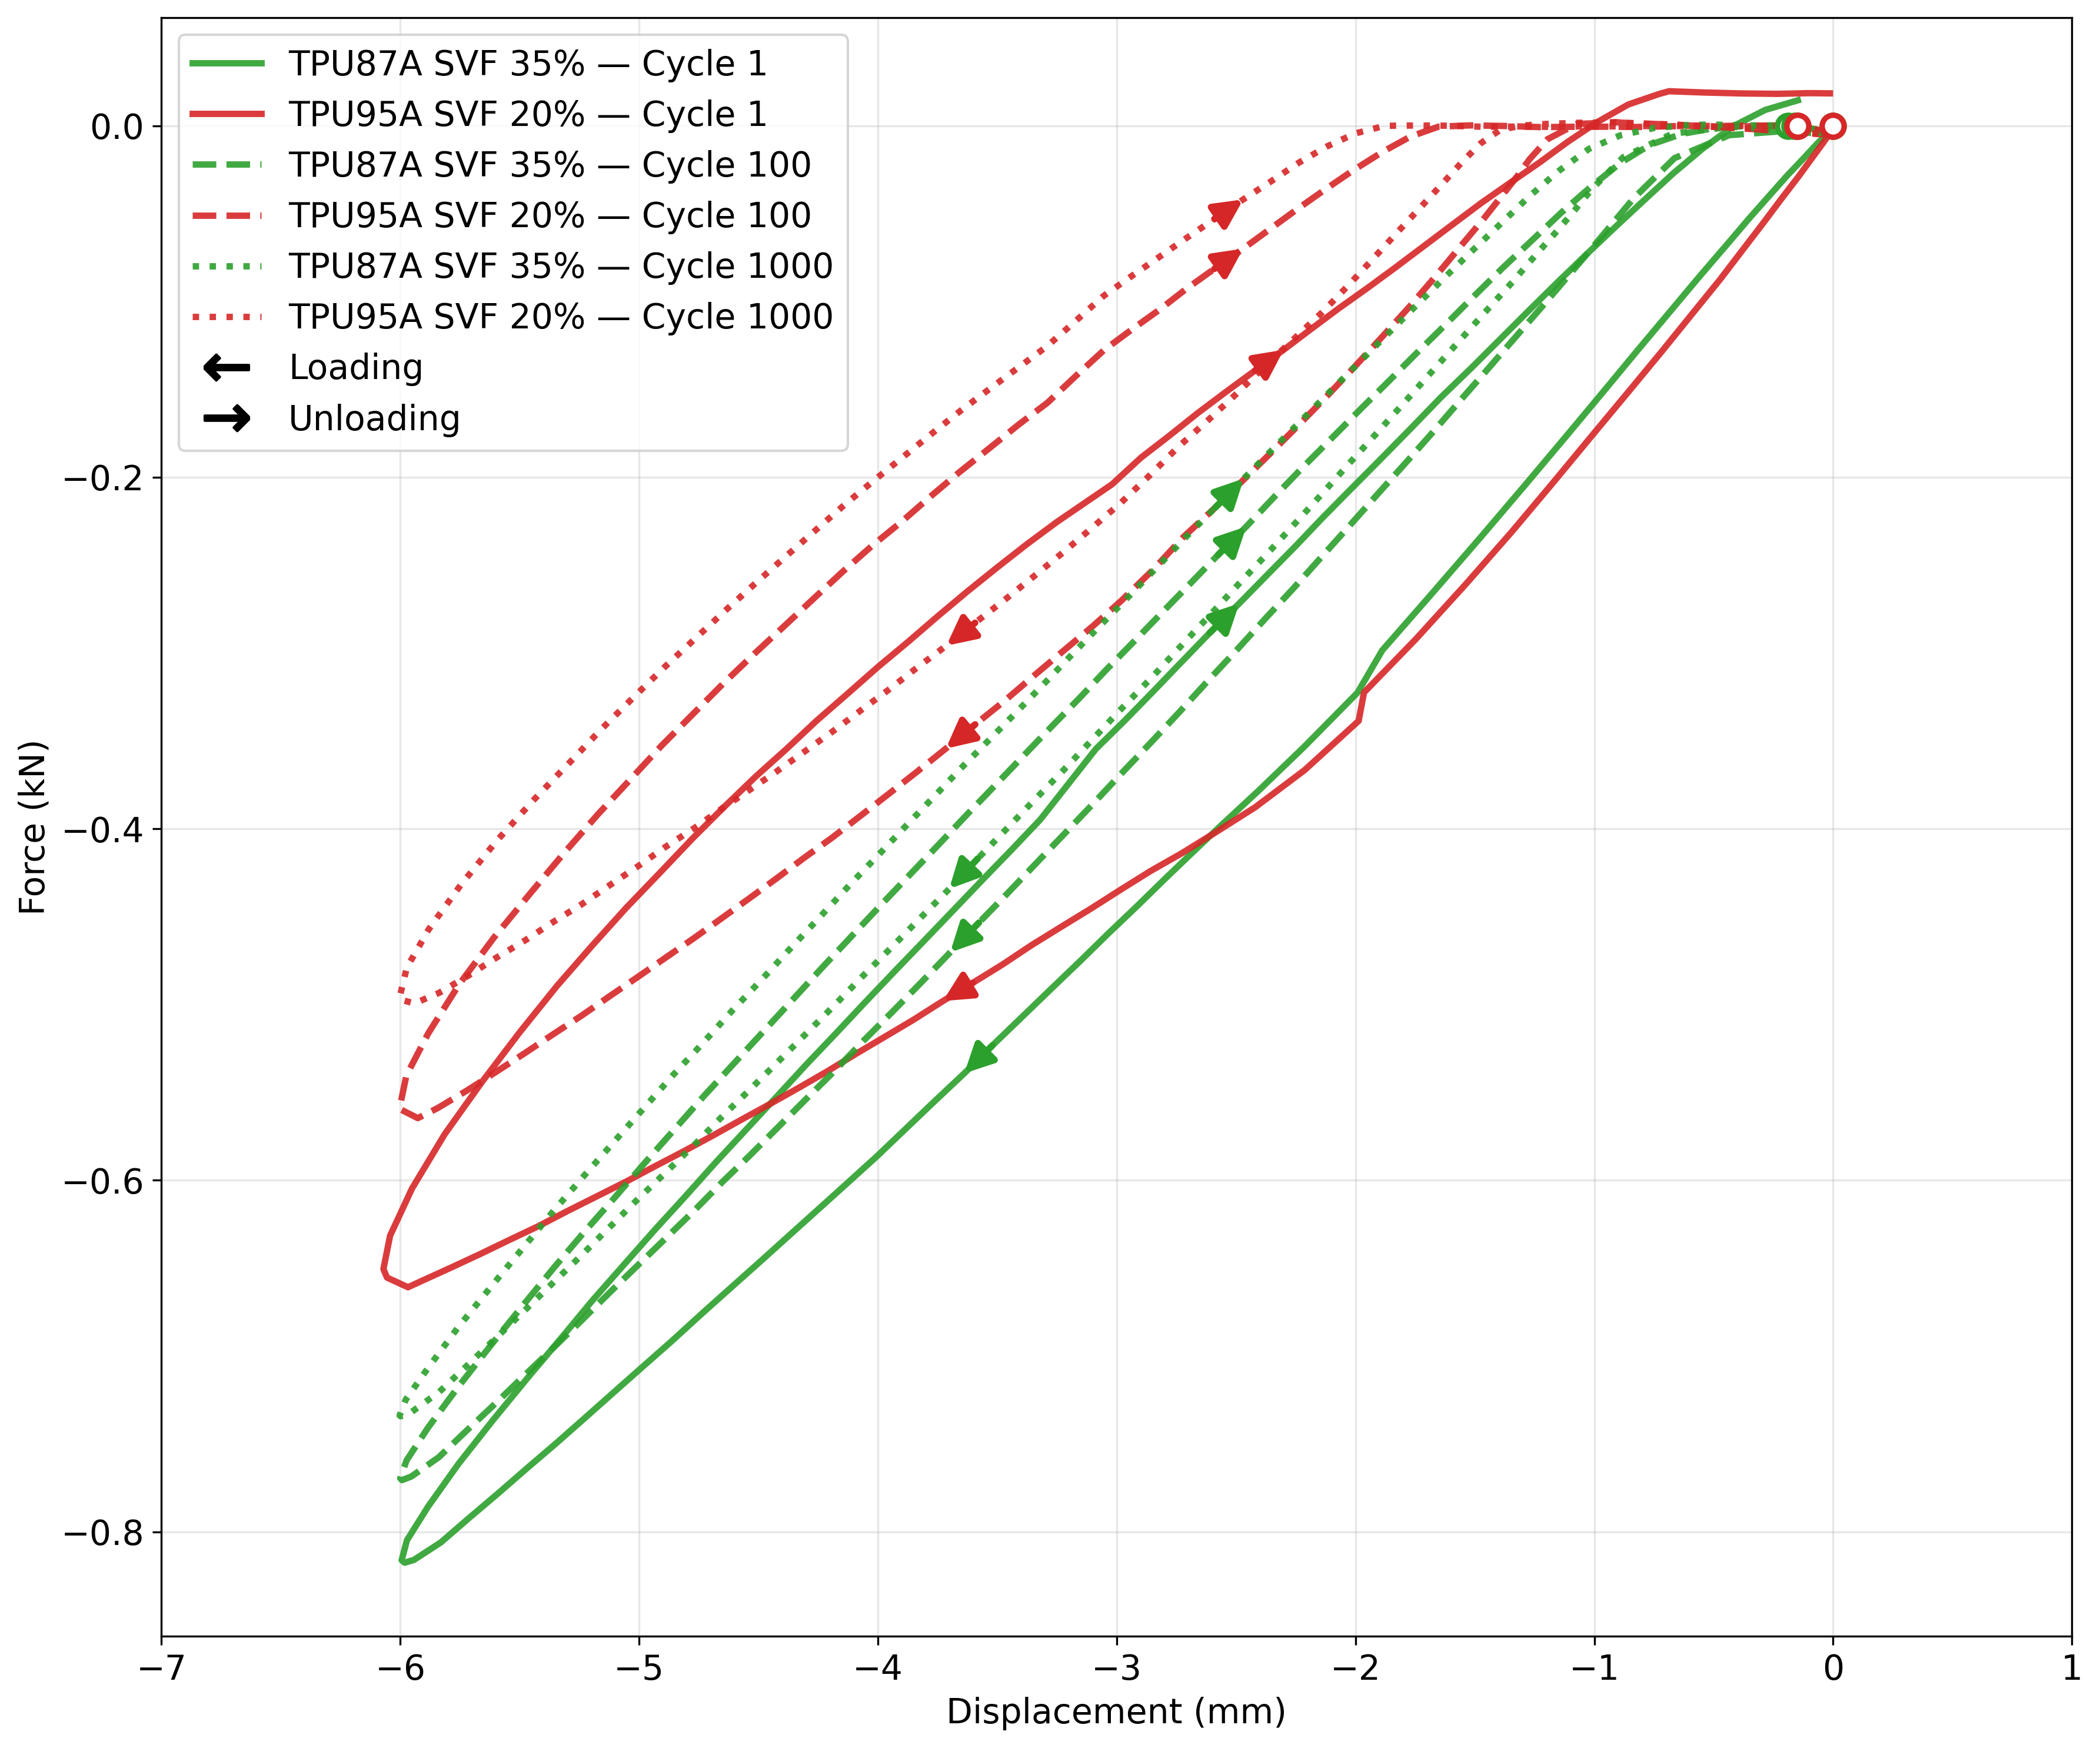 TPU87A SVF 35% — Cycle 1
TPU95A SVF 20% — Cycle 1
TPU87A SVF 35% — Cycle 100
TPU95A SVF 20% — Cycle 100
TPU87A SVF 35% — Cycle 1000
TPU95A SVF 20% — Cycle 1000
Loading
Unloading
0.0
−0.2
−0.4
−0.6
−0.8
Force (kN)
−7 −6 −5 −4 −3 −2 −1 0 1
Displacement (mm)